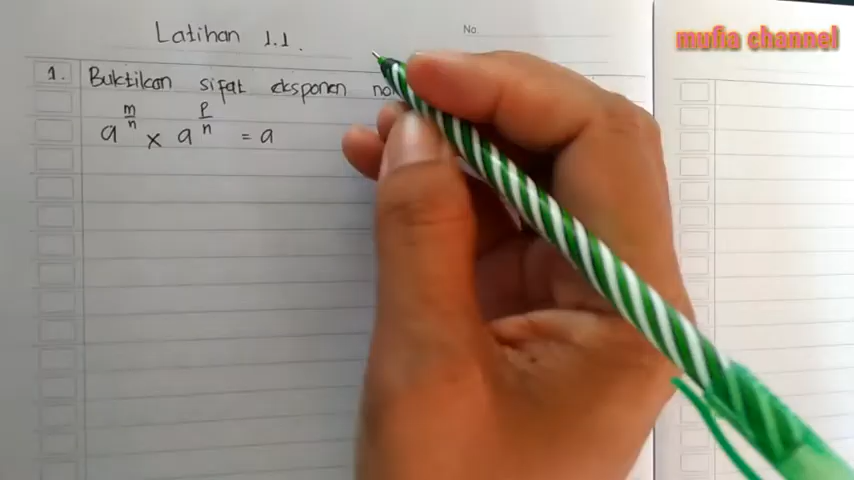 Latihan 1.1.
No
mufia channel
1. Buktikan sifat eksponen
a^(m/n) x a^(p/n) = a